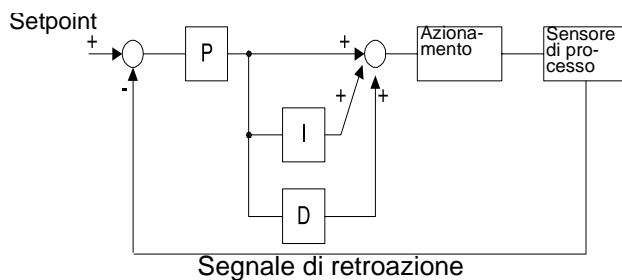 Setpoint
+
-
P
+
+
+
I
D
Aziona-
mento
Sensore
di pro-
cesso
Segnale di retroazione